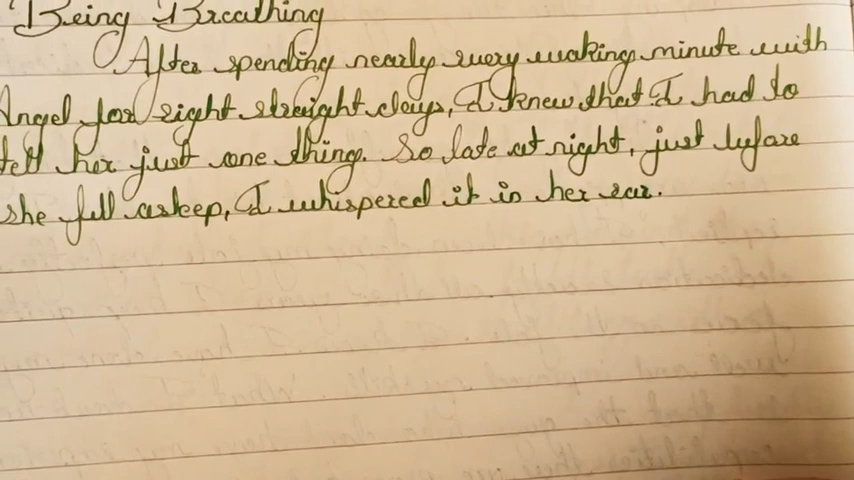 Being Breathing
After spending nearly every waking minute with
Angel for eight straight days, I knew that I had to
tell her just one thing. So late at night, just before
she fell asleep, I whispered it in her ear.